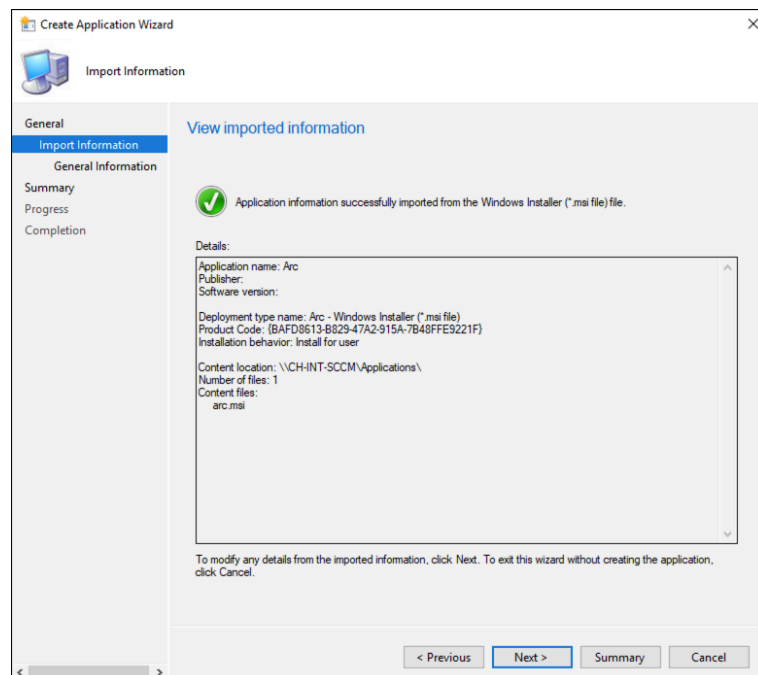 Create Application Wizard
Import Information
General
Import Information
General Information
Summary
Progress
Completion
View imported information
Application information successfully imported from the Windows Installer (*.msi file) file.
Details:
Application name: Arc
Publisher:
Software version:
Deployment type name: Arc - Windows Installer (*.msi file)
Product Code: {BAFD8613-B829-47A2-915A-7B48FFE9221F}
Installation behavior: Install for user
Content location: \\CH-INT-SCCM\Applications\
Number of files: 1
Content files:
arc.msi
To modify any details from the imported information, click Next. To exit this wizard without creating the application,
click Cancel.
< Previous
Next >
Summary
Cancel